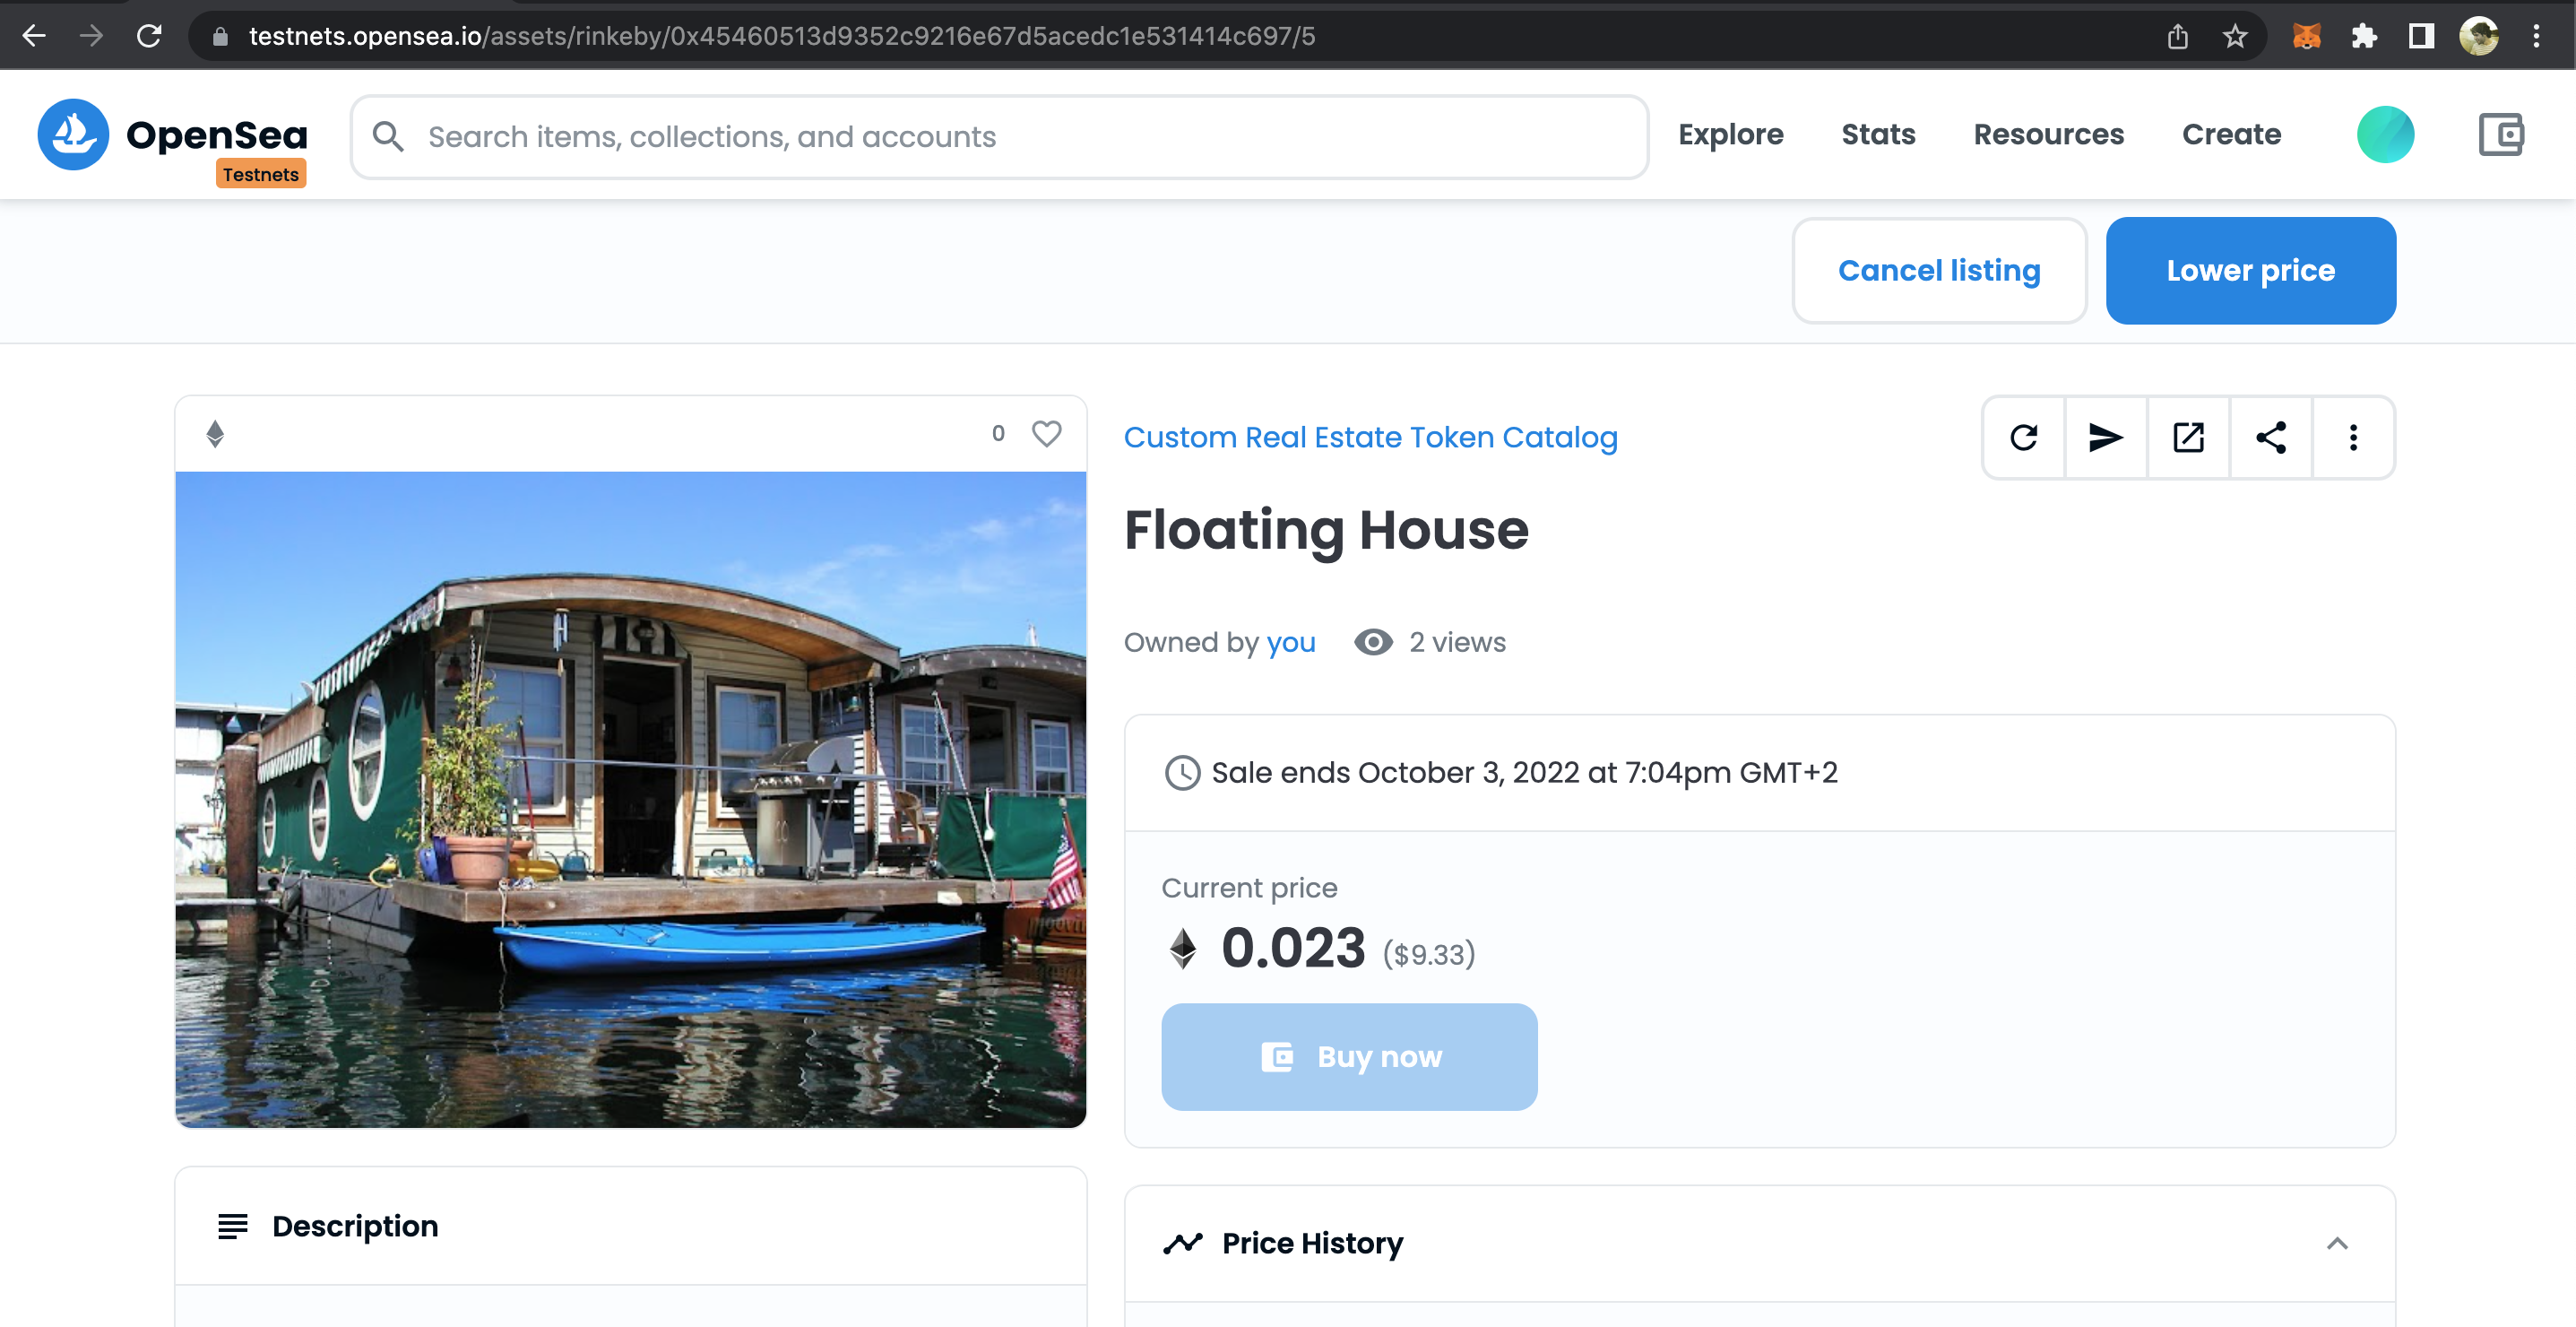 testnets.opensea.io/assets/rinkeby/0x45460513d9352c9216e67d5acedc1e531414c697/5
OpenSea
Testnets
Search items, collections, and accounts
Explore
Stats
Resources
Create
Cancel listing
Lower price
0
Custom Real Estate Token Catalog
Floating House
Owned by you
2 views
Sale ends October 3, 2022 at 7:04pm GMT+2
Current price
0.023 ($9.33)
Buy now
Description
Price History